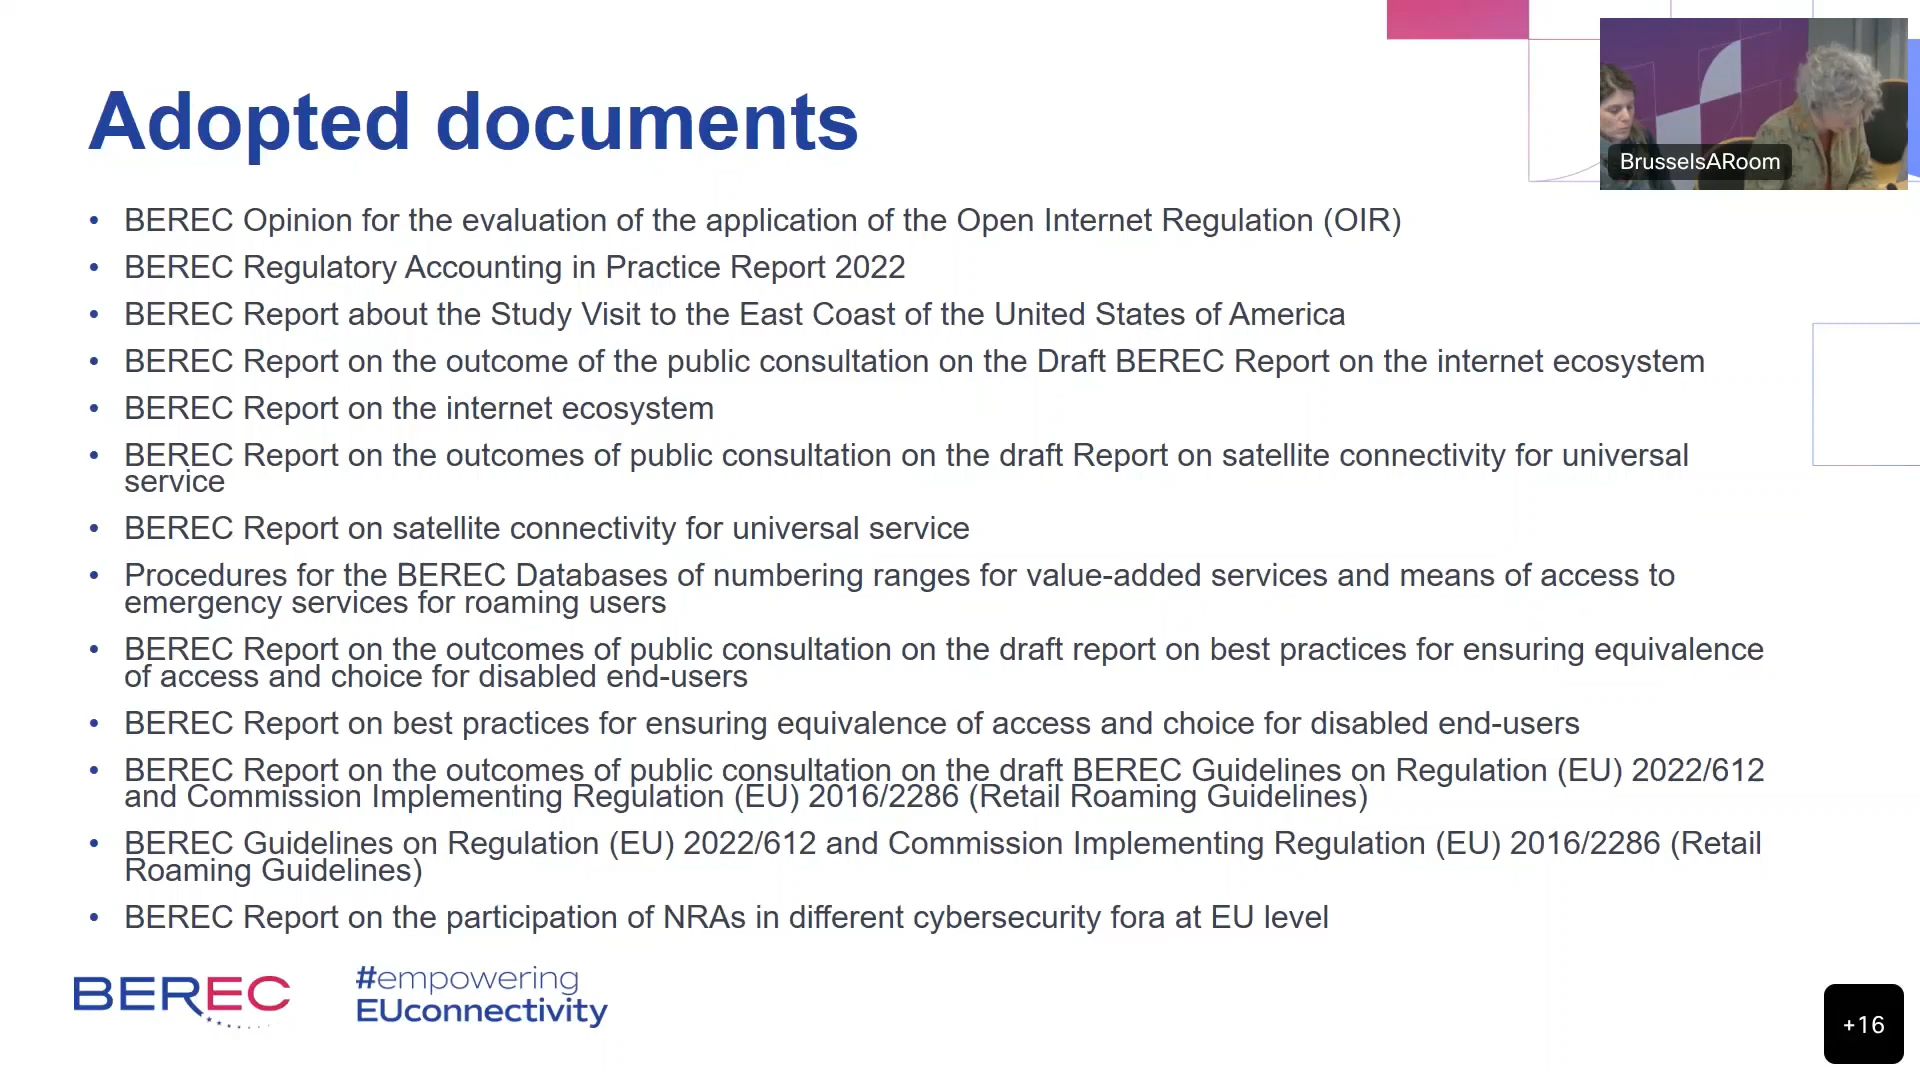 Adopted documents
BrusselsARoom
• BEREC Opinion for the evaluation of the application of the Open Internet Regulation (OIR)
• BEREC Regulatory Accounting in Practice Report 2022
• BEREC Report about the Study Visit to the East Coast of the United States of America
• BEREC Report on the outcome of the public consultation on the Draft BEREC Report on the internet ecosystem
• BEREC Report on the internet ecosystem
• BEREC Report on the outcomes of public consultation on the draft Report on satellite connectivity for universal
service
• BEREC Report on satellite connectivity for universal service
• Procedures for the BEREC Databases of numbering ranges for value-added services and means of access to
emergency services for roaming users
• BEREC Report on the outcomes of public consultation on the draft report on best practices for ensuring equivalence
of access and choice for disabled end-users
• BEREC Report on best practices for ensuring equivalence of access and choice for disabled end-users
• BEREC Report on the outcomes of public consultation on the draft BEREC Guidelines on Regulation (EU) 2022/612
and Commission Implementing Regulation (EU) 2016/2286 (Retail Roaming Guidelines)
• BEREC Guidelines on Regulation (EU) 2022/612 and Commission Implementing Regulation (EU) 2016/2286 (Retail
Roaming Guidelines)
• BEREC Report on the participation of NRAs in different cybersecurity fora at EU level
BEREC
#empowering
EUconnectivity
+16